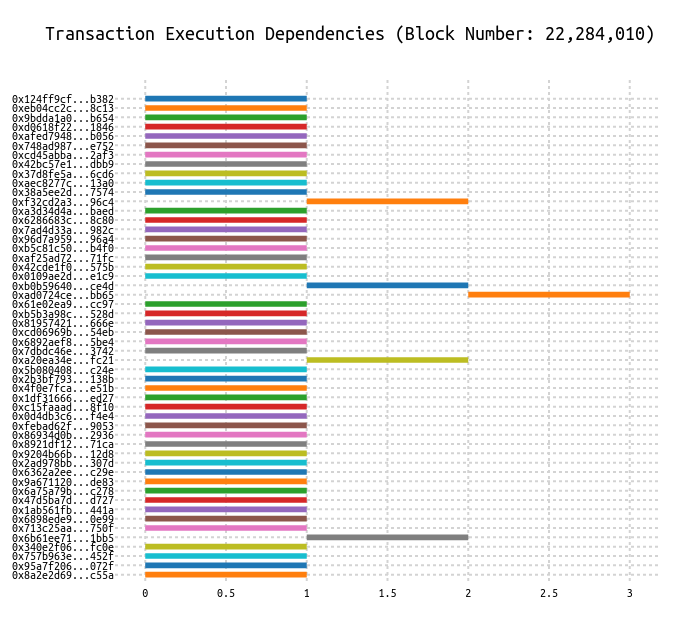 Transaction Execution Dependencies (Block Number: 22,284,010)
0x124ff9cf...b382
0xeb04cc2c...8c13
0x9bdda1a0...b654
0xd0618f22...1846
0xafed7948...b056
0x748ad987...e752
0xcd45abba...2af3
0x42bc57e1...dbb9
0x37d8fe5a...6cd6
0xaec8277c...13a0
0x38a5ee2d...7574
0xf32cd2a3...96c4
0xa3d34d4a...baed
0x6286683c...8c80
0x7ad4d33a...982c
0x96d7a959...96a4
0xb5c81c50...b4f0
0xaf25ad72...71fc
0x42cde1f0...575b
0x0109ae2d...e1c9
0xb0b59640...ce4d
0xad0724ce...bb65
0x61e02ea9...cc97
0xb5b3a98c...528d
0x81957421...666e
0xcd06969b...54eb
0x6892aef8...5be4
0x7dbdc46e...3742
0xa20ea34e...fc21
0x5b080408...c24e
0x2b3bf793...138b
0x4f0e7fca...e51b
0x1df31666...ed27
0xc15faaad...8f10
0x0d4db3c6...f4e4
0xfebad62f...9053
0x86934d0b...2936
0x8921df12...71ca
0x9204b66b...12d8
0x2ad978bb...307d
0x6362a2ee...c29e
0x9a671120...de83
0x6a75a79b...c278
0x47d5ba7d...d727
0x1ab561fb...441a
0x6898ede9...0e99
0x713c25aa...750f
0x6b61ee71...1bb5
0x340e2f06...fc0e
0x757b963e...452f
0x95a7f206...072f
0x8a2e2d69...c55a
0 0.5 1 1.5 2 2.5 3